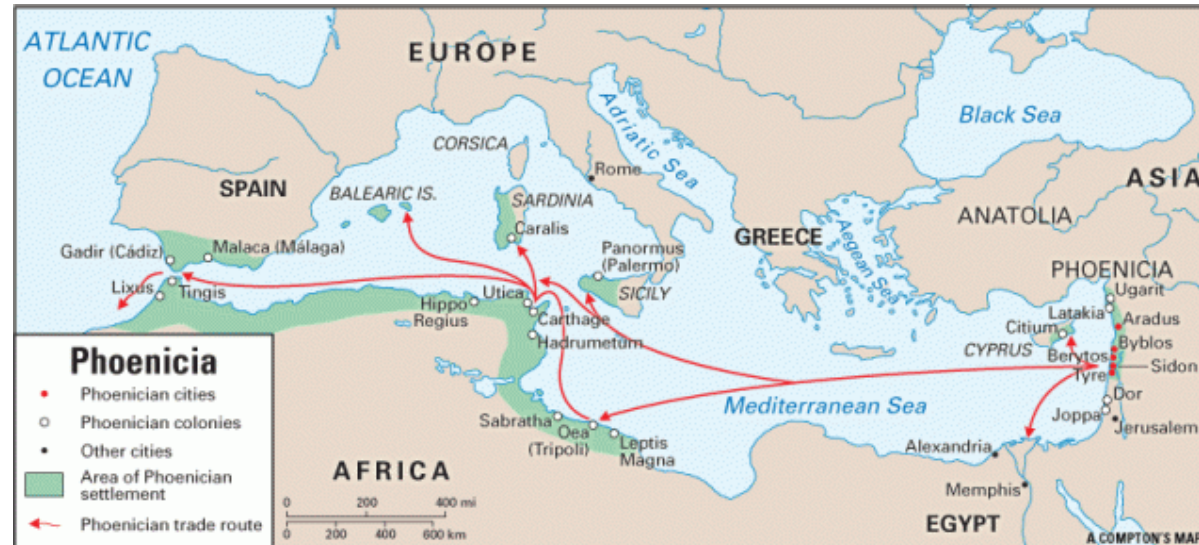 ATLANTIC
OCEAN
EUROPE
Black Sea
Adriatic Sea
CORSICA
Rome
ASIA
SPAIN
BALEARIC IS.
SARDINIA
ANATOLIA
Caralis
GREECE
Aegean Sea
Gadir (Cádiz)
Malaca (Málaga)
Panormus
(Palermo)
PHOENICIA
SICILY
Ugarit
Lixus
Tingis
Hippo
Regius
Utica
Latakia
Aradus
Carthage
Citium
Byblos
Hadrumetum
CYPRUS
Berytos
Sidon
Tyre
Mediterranean Sea
Dor
Joppa
Jerusalem
Sabratha
Oea
(Tripoli)
Leptis
Magna
Alexandria
Memphis
AFRICA
EGYPT
0 200 400 mi
0 200 400 600 km
Phoenicia
Phoenician cities
Phoenician colonies
Other cities
Area of Phoenician
settlement
Phoenician trade route
A COMPTON'S MAP